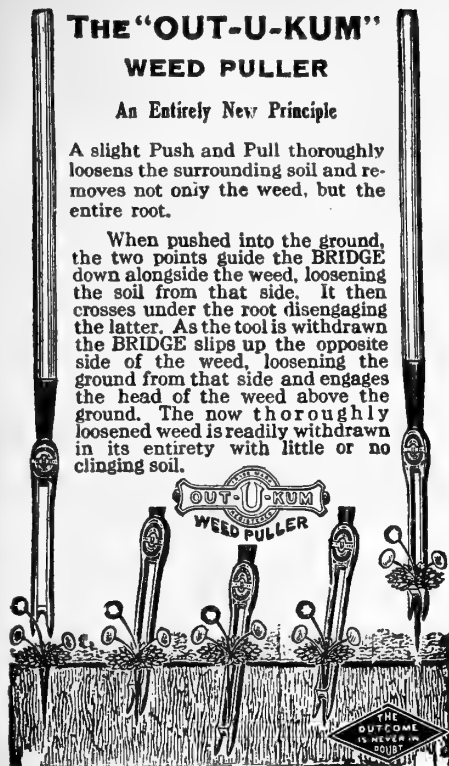 THE "OUT-U-KUM"
WEED PULLER
An Entirely New Principle
A slight Push and Pull thoroughly
loosens the surrounding soil and re-
moves not only the weed, but the
entire root.
When pushed into the ground,
the two points guide the BRIDGE
down alongside the weed, loosening
the soil from that side. It then
crosses under the root disengaging
the latter. As the tool is withdrawn
the BRIDGE slips up the opposite
side of the weed, loosening the
ground from that side and engages
the head of the weed above the
ground. The now thoroughly
loosened weed is readily withdrawn
in its entirety with little or no
clinging soil.
TRADE MARK
OUT-U-KUM
REGISTERED
WEED PULLER
THE
OUTCOME
IS NEVER IN
DOUBT